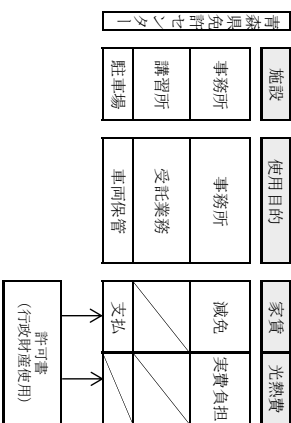 施設
使用目的
家賃
光熱費
青森県免許センター
事務所
事務所
減免
実費負担
講習所
受託業務
駐車場
車両保管
支払
許可書
(行政財産使用)